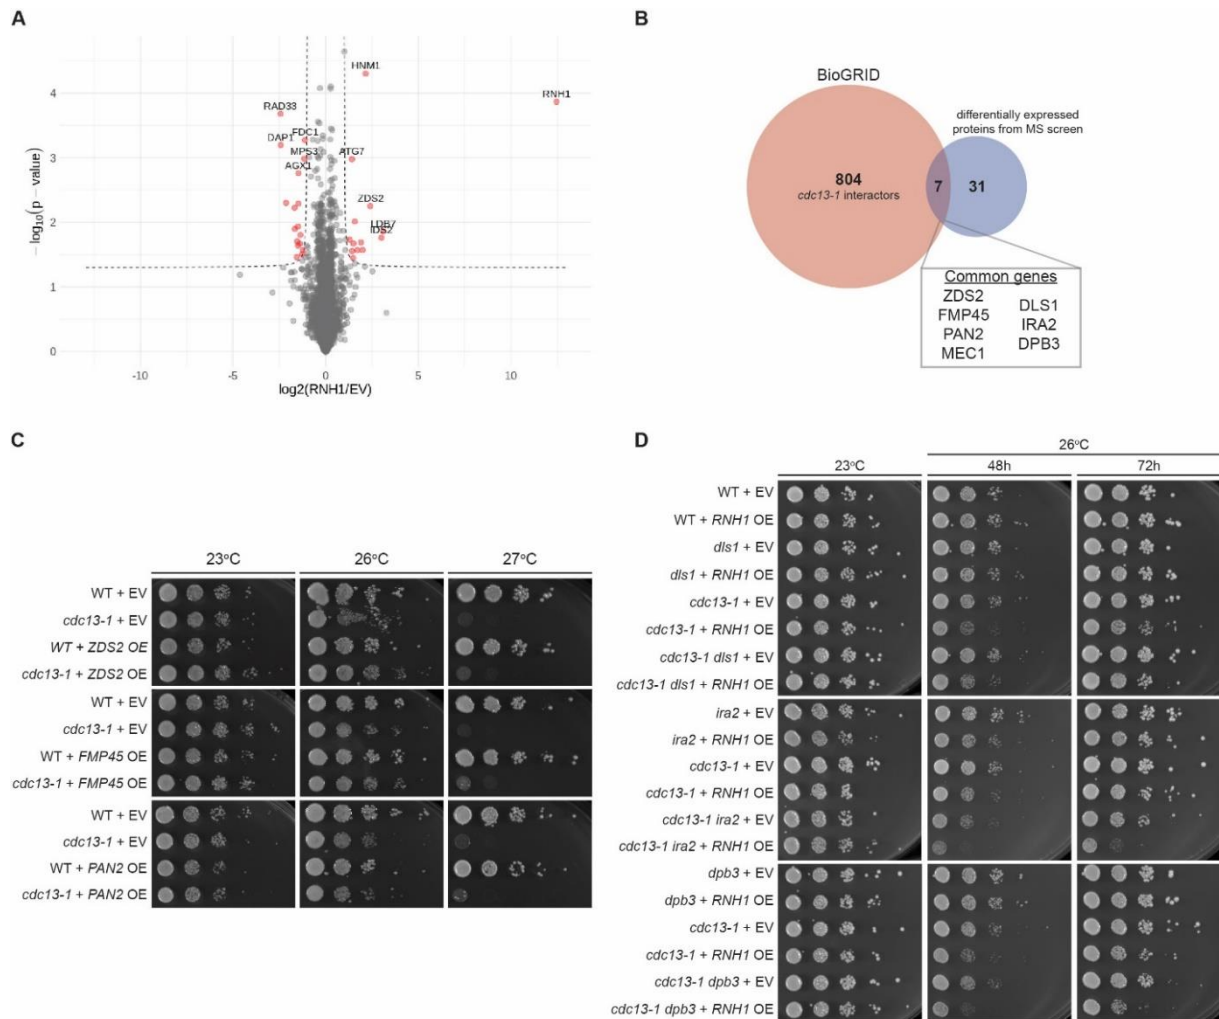 A
HNM1
RNH1
RAD33
FDC1
DAP1
MPS3
ATG7
AGX1
ZDS2
LDB7
IDS2
4
3
2
1
0
−log10(p − value)
-10
-5
0
5
10
log2(RNH1/EV)
B
BioGRID
differentially expressed
proteins from MS screen
804
cdc13-1 interactors
7
31
Common genes
ZDS2
FMP45
PAN2
MEC1
DLS1
IRA2
DPB3
C
23°C
26°C
27°C
WT + EV
cdc13-1 + EV
WT + ZDS2 OE
cdc13-1 + ZDS2 OE
WT + EV
cdc13-1 + EV
WT + FMP45 OE
cdc13-1 + FMP45 OE
WT + EV
cdc13-1 + EV
WT + PAN2 OE
cdc13-1 + PAN2 OE
D
26°C
23°C
48h
72h
WT + EV
WT + RNH1 OE
dls1 + EV
dls1 + RNH1 OE
cdc13-1 + EV
cdc13-1 + RNH1 OE
cdc13-1 dls1 + EV
cdc13-1 dls1 + RNH1 OE
ira2 + EV
ira2 + RNH1 OE
cdc13-1 + EV
cdc13-1 + RNH1 OE
cdc13-1 ira2 + EV
cdc13-1 ira2 + RNH1 OE
dpb3 + EV
dpb3 + RNH1 OE
cdc13-1 + EV
cdc13-1 + RNH1 OE
cdc13-1 dpb3 + EV
cdc13-1 dpb3 + RNH1 OE